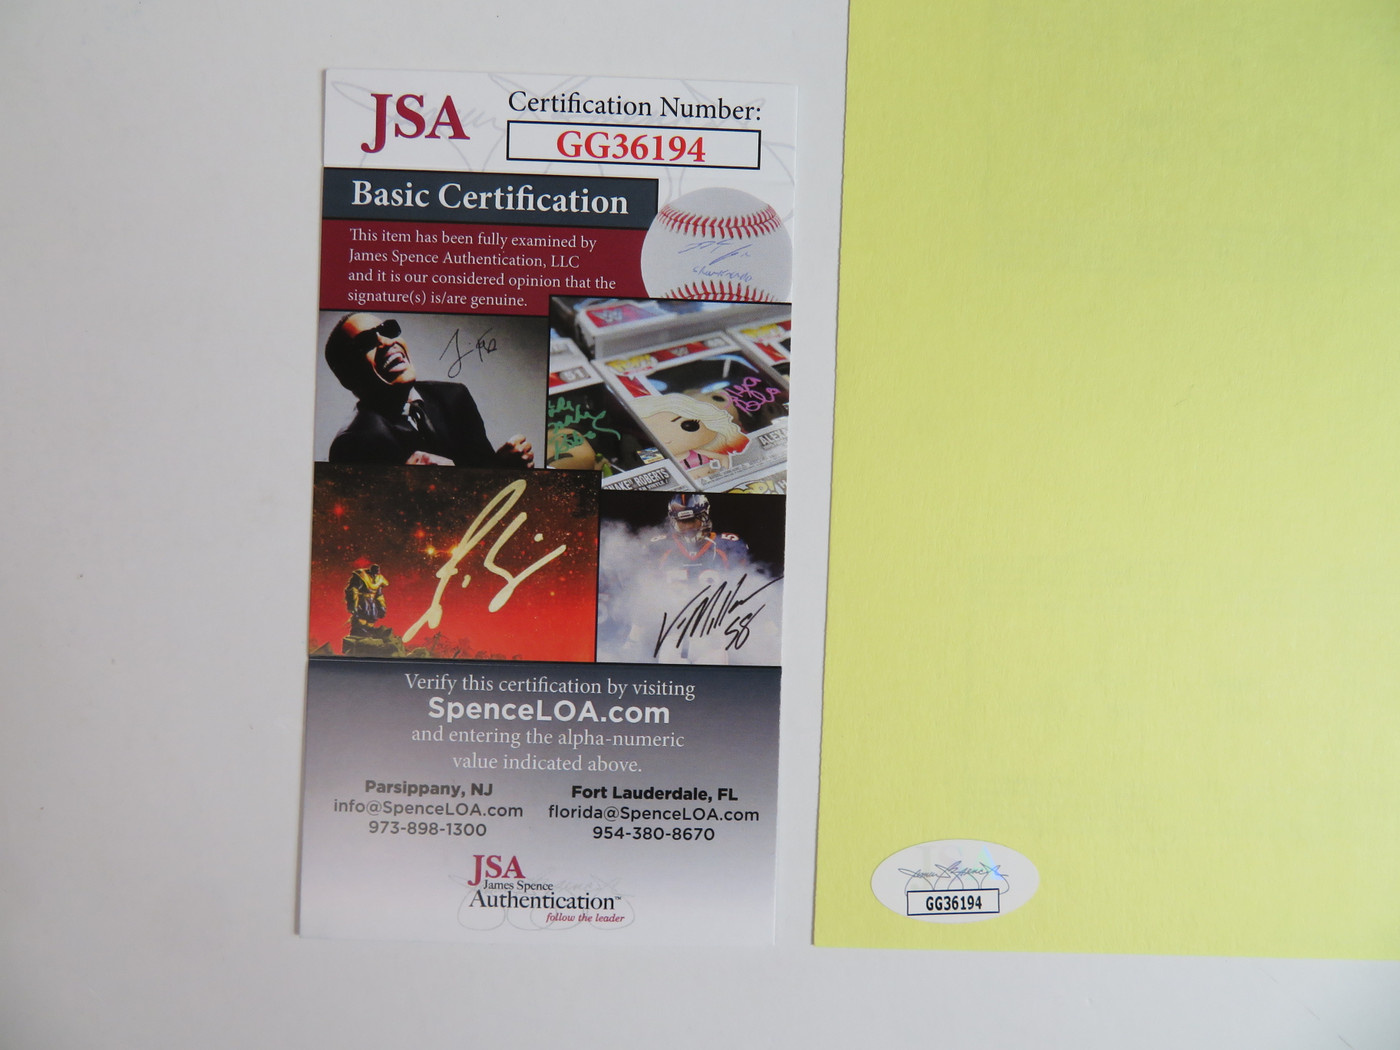 JSA
Certification Number:
GG36194
Basic Certification
This item has been fully examined by
James Spence Authentication, LLC
and it is our considered opinion that the
signature(s) is/are genuine.
V. Miller 58
Verify this certification by visiting
SpenceLOA.com
and entering the alpha-numeric
value indicated above.
Parsippany, NJ
info@SpenceLOA.com
973-898-1300
Fort Lauderdale, FL
florida@SpenceLOA.com
954-380-8670
JSA
James Spence
Authentication™
follow the leader
GG36194